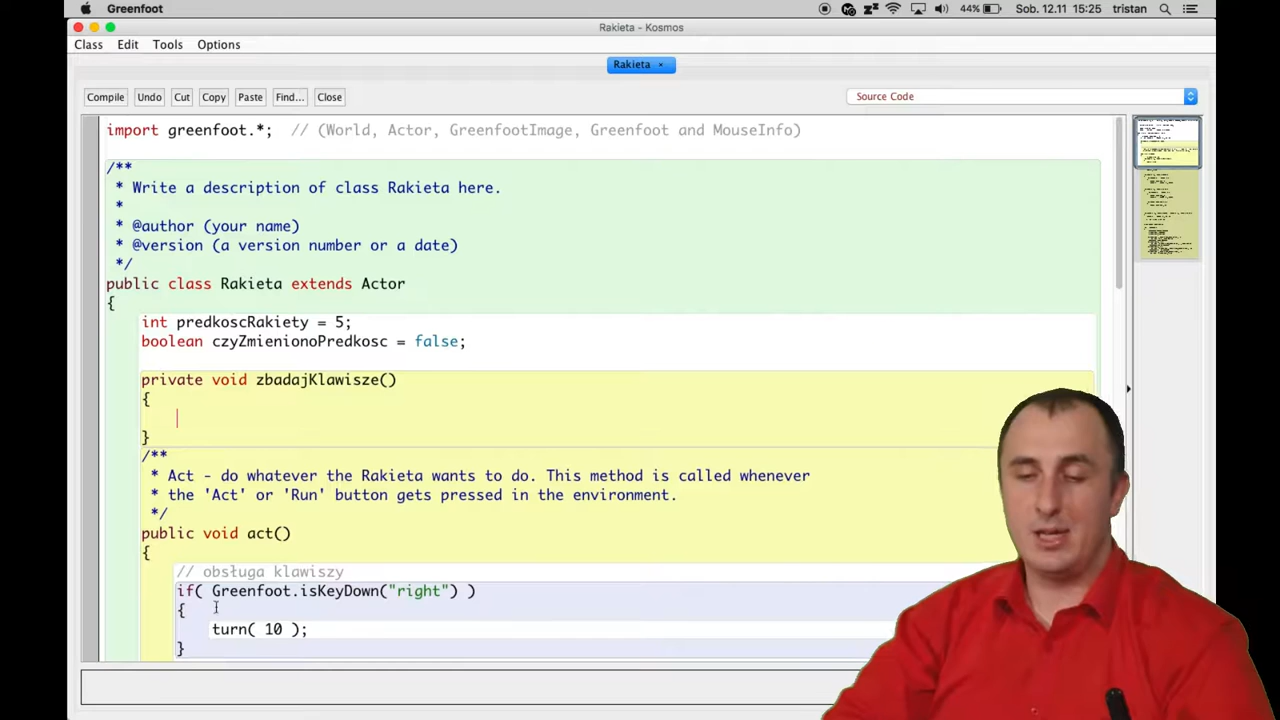 Greenfoot
44%
Sob. 12.11 15:25 tristan
Rakieta - Kosmos
Class Edit Tools Options
Rakieta ×
Compile Undo Cut Copy Paste Find... Close
Source Code
import greenfoot.*;  // (World, Actor, GreenfootImage, Greenfoot and MouseInfo)
/**
* Write a description of class Rakieta here.
*
* @author (your name)
* @version (a version number or a date)
*/
public class Rakieta extends Actor
{
int predkoscRakiety = 5;
boolean czyZmienionoPredkosc = false;
private void zbadajKlawisze()
{
}
/**
* Act - do whatever the Rakieta wants to do. This method is called whenever
* the 'Act' or 'Run' button gets pressed in the environment.
*/
public void act()
{
// obsługa klawiszy
if( Greenfoot.isKeyDown("right") )
{
turn( 10 );
}